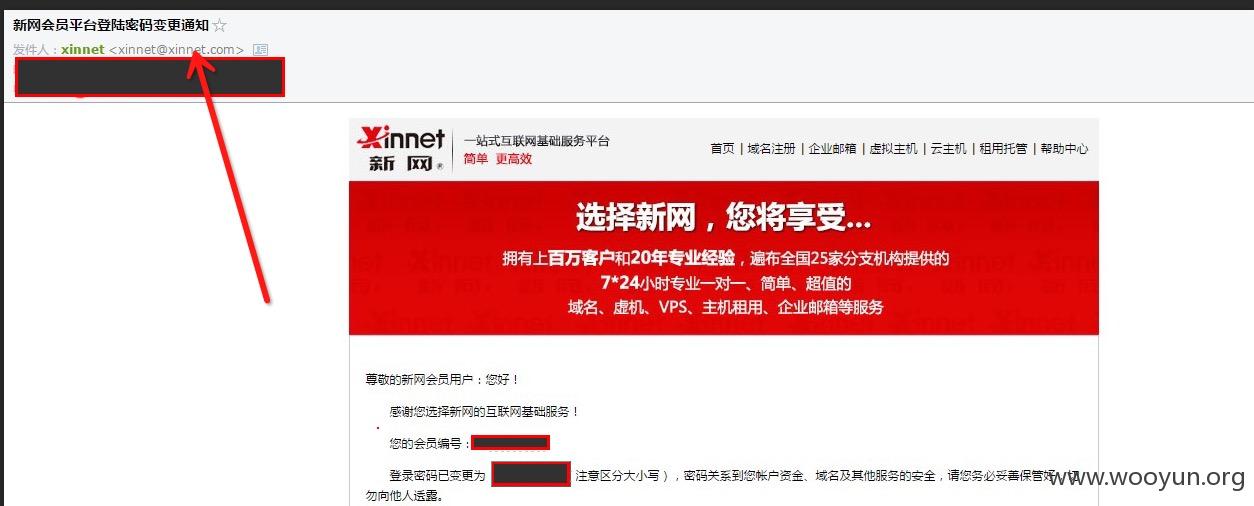 新网会员平台登陆密码变更通知☆
发件人：xinnet <xinnet@xinnet.com>
Xinnet 新网® 一站式互联网基础服务平台
简单 更高效
首页 | 域名注册 | 企业邮箱 | 虚拟主机 | 云主机 | 租用托管 | 帮助中心
选择新网，您将享受...
拥有上百万客户和20年专业经验，遍布全国25家分支机构提供的
7*24小时专业一对一、简单、超值的
域名、虚机、VPS、主机租用、企业邮箱等服务
尊敬的新网会员用户：您好！
感谢您选择新网的互联网基础服务！
您的会员编号：
登录密码已变更为 注意区分大小写），密码关系到您帐户资金、域名及其他服务的安全，请您务必妥善保管好，切
勿向他人透露。
www.wooyun.org